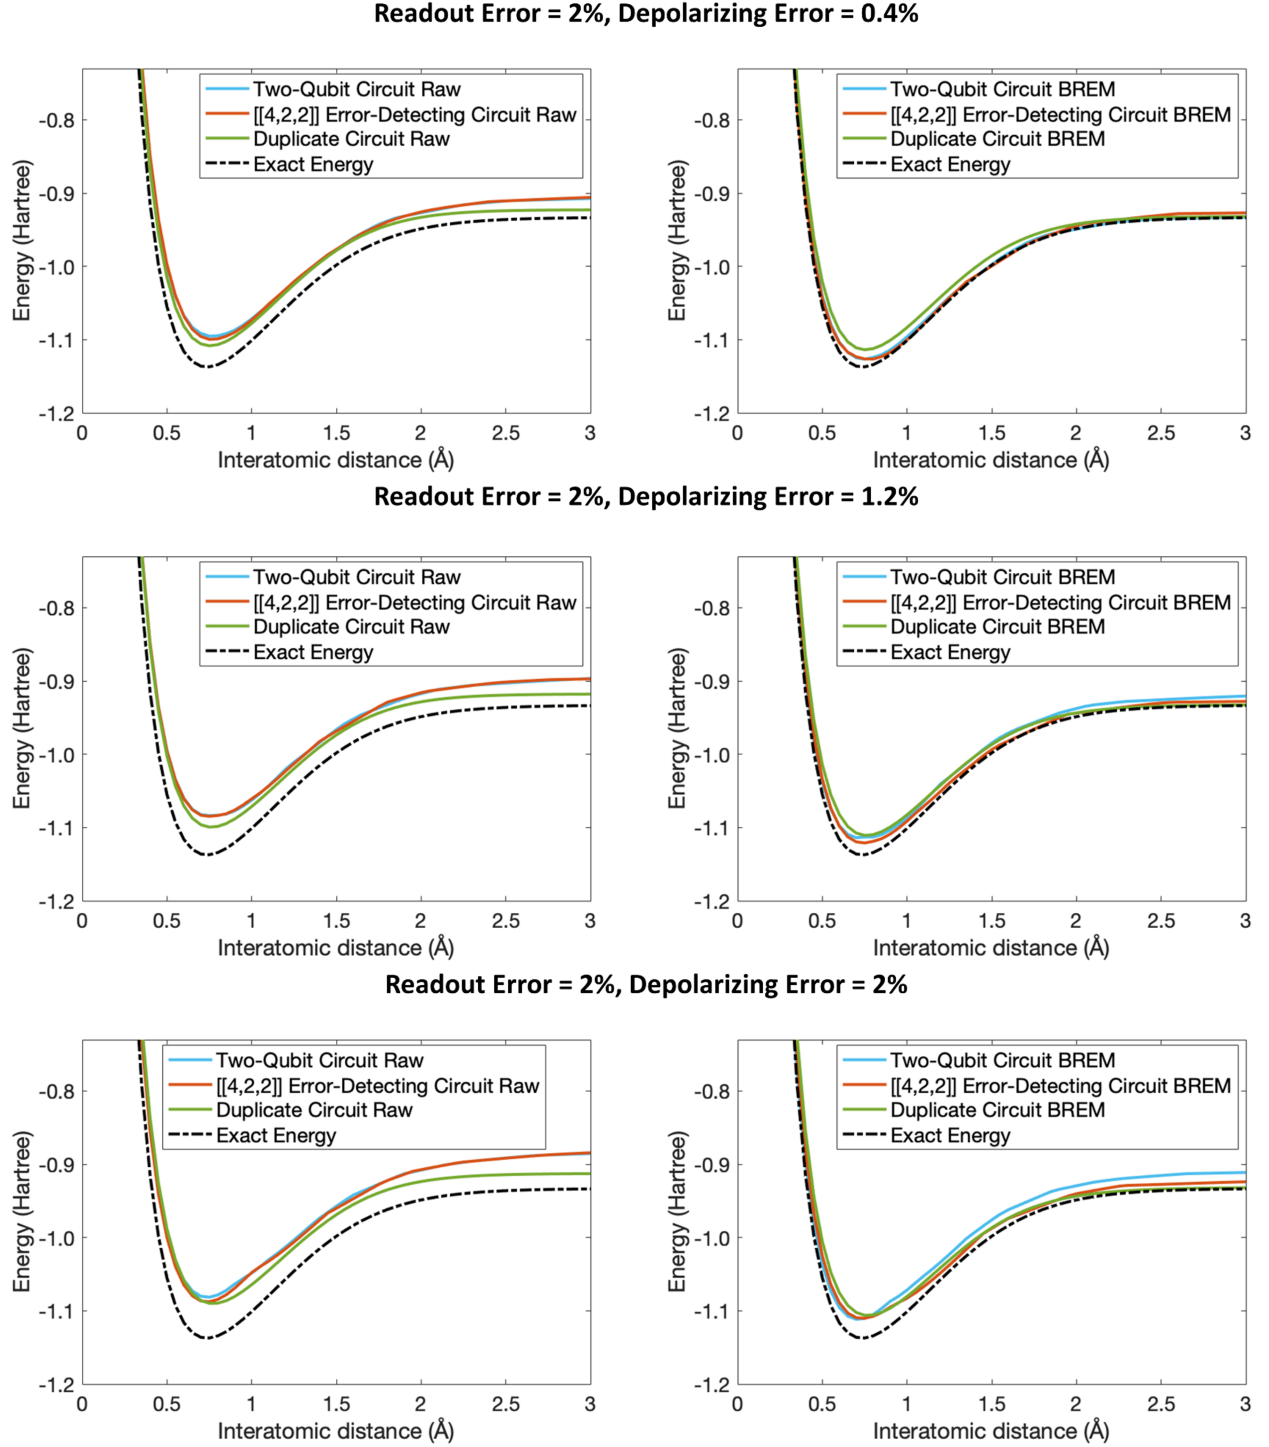 Readout Error = 2%, Depolarizing Error = 0.4%
Two-Qubit Circuit Raw
[[4,2,2]] Error-Detecting Circuit Raw
Duplicate Circuit Raw
Exact Energy
-0.8
-0.9
-1.0
-1.1
-1.2
Energy (Hartree)
0 0.5 1 1.5 2 2.5 3
Interatomic distance (Å)
Two-Qubit Circuit BREM
[[4,2,2]] Error-Detecting Circuit BREM
Duplicate Circuit BREM
Exact Energy
-0.8
-0.9
-1.0
-1.1
-1.2
Energy (Hartree)
0 0.5 1 1.5 2 2.5 3
Interatomic distance (Å)
Readout Error = 2%, Depolarizing Error = 1.2%
Two-Qubit Circuit Raw
[[4,2,2]] Error-Detecting Circuit Raw
Duplicate Circuit Raw
Exact Energy
-0.8
-0.9
-1.0
-1.1
-1.2
Energy (Hartree)
0 0.5 1 1.5 2 2.5 3
Interatomic distance (Å)
Two-Qubit Circuit BREM
[[4,2,2]] Error-Detecting Circuit BREM
Duplicate Circuit BREM
Exact Energy
-0.8
-0.9
-1.0
-1.1
-1.2
Energy (Hartree)
0 0.5 1 1.5 2 2.5 3
Interatomic distance (Å)
Readout Error = 2%, Depolarizing Error = 2%
Two-Qubit Circuit Raw
[[4,2,2]] Error-Detecting Circuit Raw
Duplicate Circuit Raw
Exact Energy
-0.8
-0.9
-1.0
-1.1
-1.2
Energy (Hartree)
0 0.5 1 1.5 2 2.5 3
Interatomic distance (Å)
Two-Qubit Circuit BREM
[[4,2,2]] Error-Detecting Circuit BREM
Duplicate Circuit BREM
Exact Energy
-0.8
-0.9
-1.0
-1.1
-1.2
Energy (Hartree)
0 0.5 1 1.5 2 2.5 3
Interatomic distance (Å)